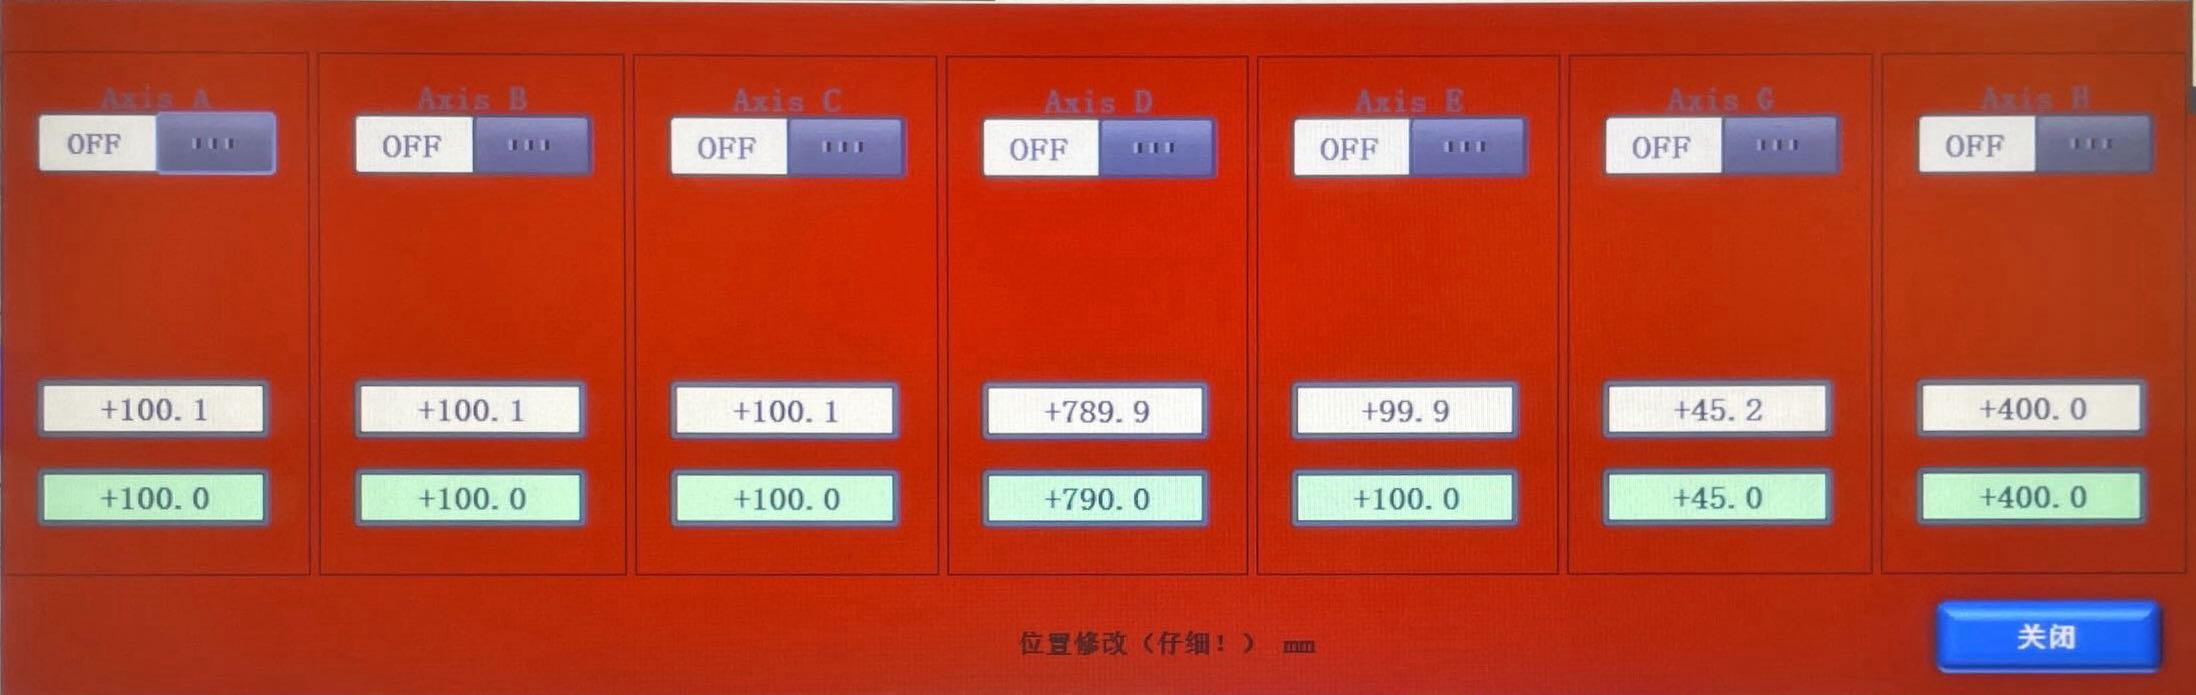 Axis A Axis B Axis C Axis D Axis E Axis G Axis H
OFF OFF OFF OFF OFF OFF OFF
+100.1 +100.1 +100.1 +789.9 +99.9 +45.2 +400.0
+100.0 +100.0 +100.0 +790.0 +100.0 +45.0 +400.0
位置修改（仔细！） mm
关闭